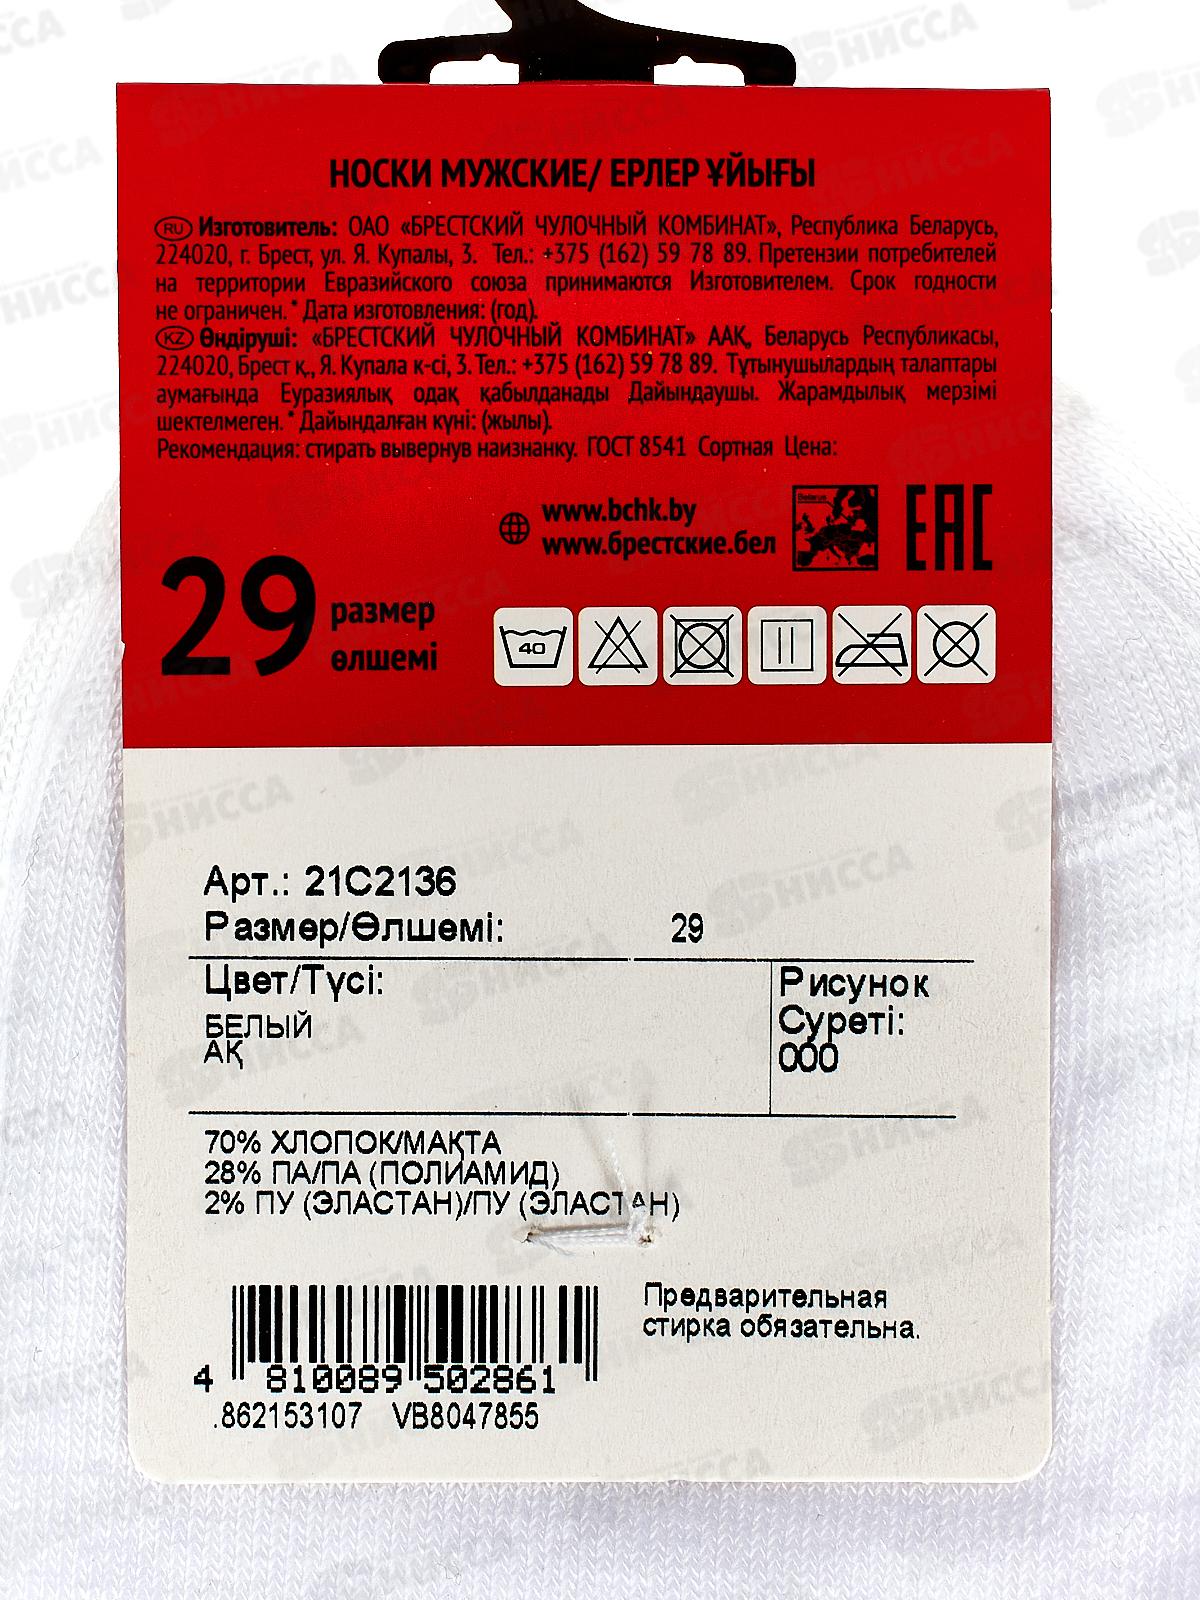 НОСКИ МУЖСКИЕ/ ЕРЛЕР ҰЙЫҒЫ
RU Изготовитель: ОАО «БРЕСТСКИЙ ЧУЛОЧНЫЙ КОМБИНАТ», Республика Беларусь,
224020, г. Брест, ул. Я. Купалы, 3. Тел.: +375 (162) 59 78 89. Претензии потребителей
на территории Евразийского союза принимаются Изготовителем. Срок годности
не ограничен. * Дата изготовления: (год).
KZ Өндіруші: «БРЕСТСКИЙ ЧУЛОЧНЫЙ КОМБИНАТ» ААҚ, Беларусь Республикасы,
224020, Брест қ., Я. Купала к-сі, 3. Тел.: +375 (162) 59 78 89. Тұтынушылардың талаптары
аумағында Еуразиялық одақ қабылданады Дайындаушы. Жарамдылық мерзімі
шектелмеген. * Дайындалған күні: (жылы).
Рекомендация: стирать вывернув наизнанку. ГОСТ 8541 Сортная Цена:
www.bchk.by
www.брестские.бел
Belarus
EAC
29 размер
өлшемі
40
Арт.: 21С2136
Размер/Өлшемі: 29
Цвет/Түсі:
БЕЛЫЙ
АҚ
Рисунок
Суреті:
000
70% ХЛОПОК/МАҚТА
28% ПА/ПА (ПОЛИАМИД)
2% ПУ (ЭЛАСТАН)/ПУ (ЭЛАСТАН)
Предварительная
стирка обязательна.
4 810089 502861
.862153107 VB8047855
НИССА